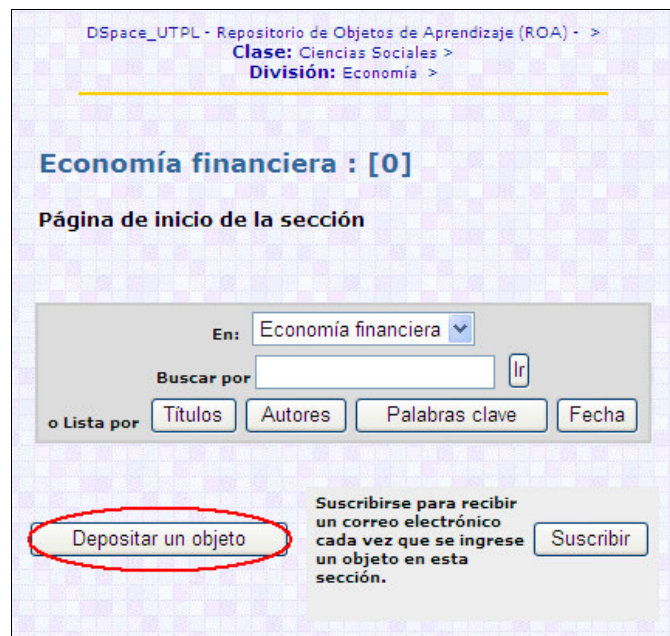 DSpace_UTPL - Repositorio de Objetos de Aprendizaje (ROA) - >
Clase: Ciencias Sociales >
División: Economía >
Economía financiera : [0]
Página de inicio de la sección
En: Economía financiera
Buscar por Ir
o Lista por Títulos Autores Palabras clave Fecha
Depositar un objeto
Suscribirse para recibir
un correo electrónico
cada vez que se ingrese
un objeto en esta
sección.
Suscribir